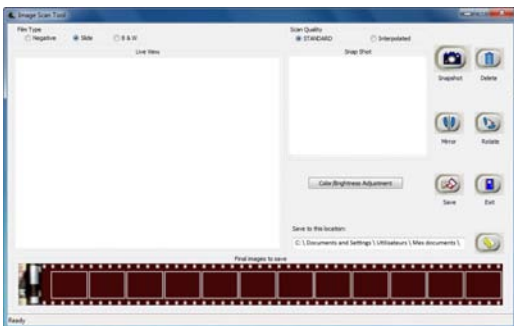 Image Scan Tool
Film Type
Negative
Slide
B & W
Scan Quality
STANDARD
Interpolated
Live View
Snap Shot
Snapshot
Delete
Mirror
Rotate
Color/Brightness Adjustment
Save
Exit
Save to this location:
C:\Documents and Settings\Utilisateurs\Mes documents\
Final images to save
Ready